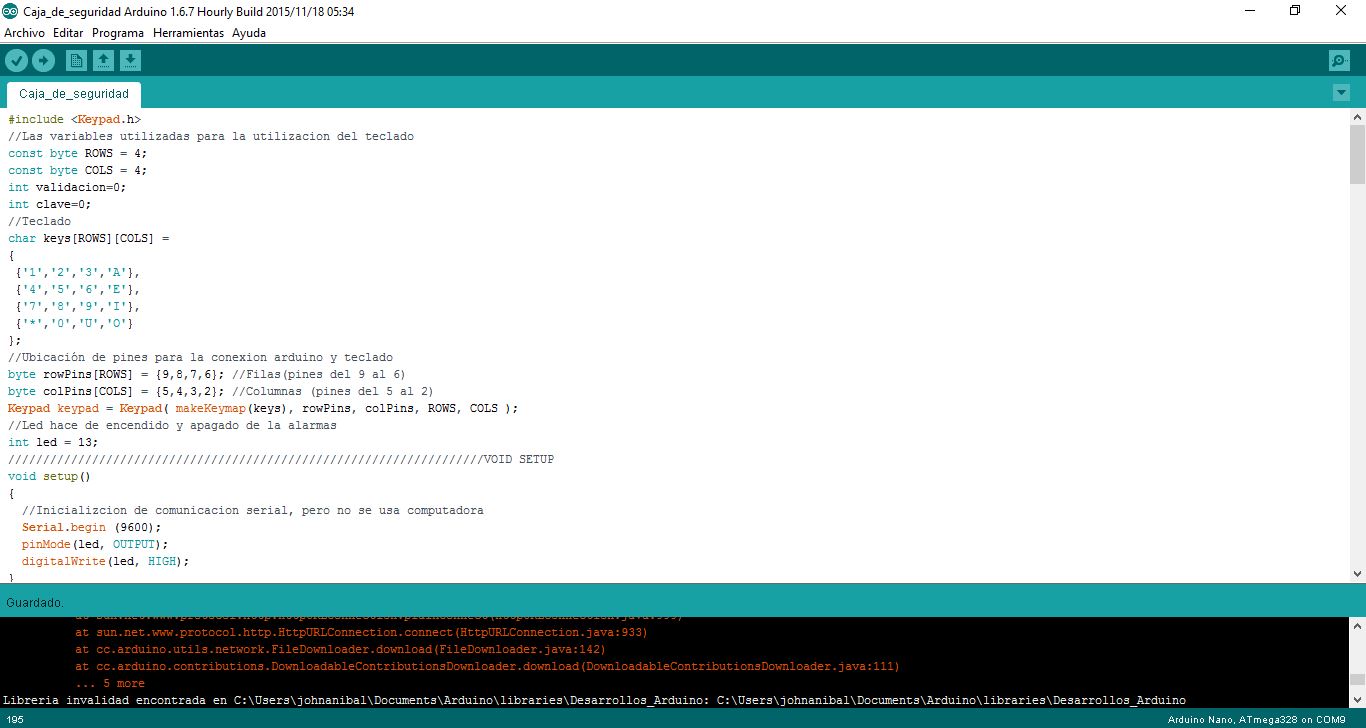 Caja_de_seguridad Arduino 1.6.7 Hourly Build 2015/11/18 05:34
Archivo Editar Programa Herramientas Ayuda
Caja_de_seguridad
#include <Keypad.h>
//Las variables utilizadas para la utilizacion del teclado
const byte ROWS = 4;
const byte COLS = 4;
int validacion=0;
int clave=0;
//Teclado
char keys[ROWS][COLS] =
{
{'1','2','3','A'},
{'4','5','6','E'},
{'7','8','9','I'},
{'*','0','U','O'}
};
//Ubicación de pines para la conexion arduino y teclado
byte rowPins[ROWS] = {9,8,7,6}; //Filas(pines del 9 al 6)
byte colPins[COLS] = {5,4,3,2}; //Columnas (pines del 5 al 2)
Keypad keypad = Keypad( makeKeymap(keys), rowPins, colPins, ROWS, COLS );
//Led hace de encendido y apagado de la alarmas
int led = 13;
////////////////////////////////////////////////////////////////////VOID SETUP
void setup()
{
//Inicializcion de comunicacion serial, pero no se usa computadora
Serial.begin (9600);
pinMode(led, OUTPUT);
digitalWrite(led, HIGH);
}
Guardado.
at sun.net.www.protocol.http.HttpURLConnection.connect(HttpURLConnection.java:933)
at cc.arduino.utils.network.FileDownloader.download(FileDownloader.java:142)
at cc.arduino.contributions.DownloadableContributionsDownloader.download(DownloadableContributionsDownloader.java:111)
... 5 more
Libreria invalidad encontrada en C:\Users\johnanibal\Documents\Arduino\libraries\Desarrollos_Arduino: C:\Users\johnanibal\Documents\Arduino\libraries\Desarrollos_Arduino
195
Arduino Nano, ATmega328 on COM9